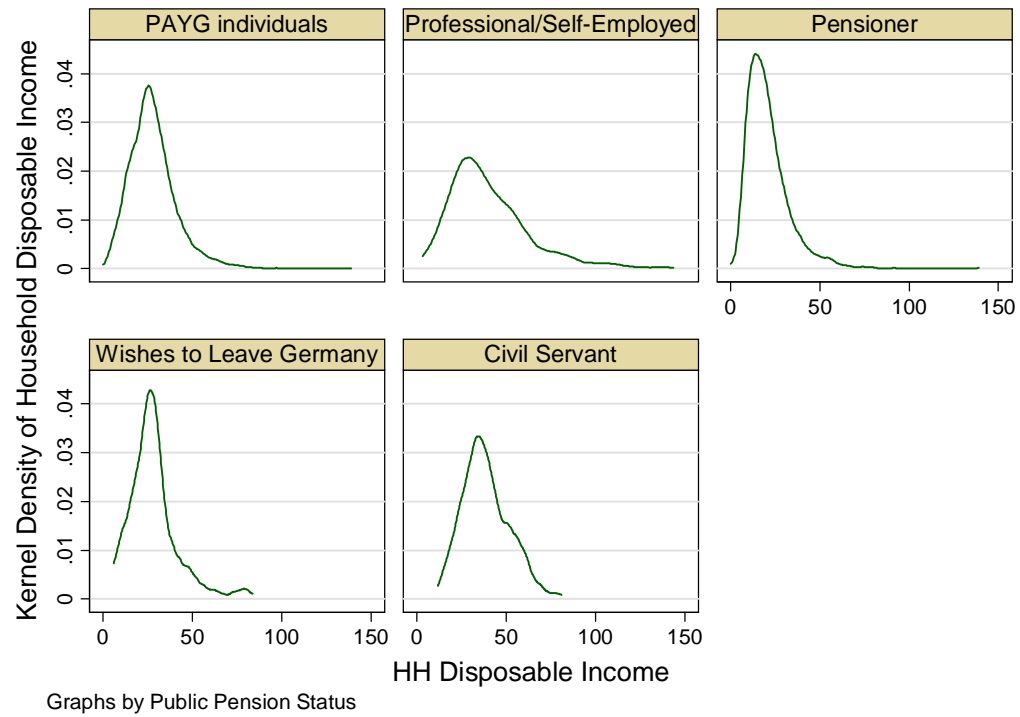 Kernel Density of Household Disposable Income
PAYG individuals
Professional/Self-Employed
Pensioner
.04
.03
.02
.01
0
0 50 100 150
Wishes to Leave Germany
Civil Servant
.04
.03
.02
.01
0
0 50 100 150
0 50 100 150
HH Disposable Income
Graphs by Public Pension Status